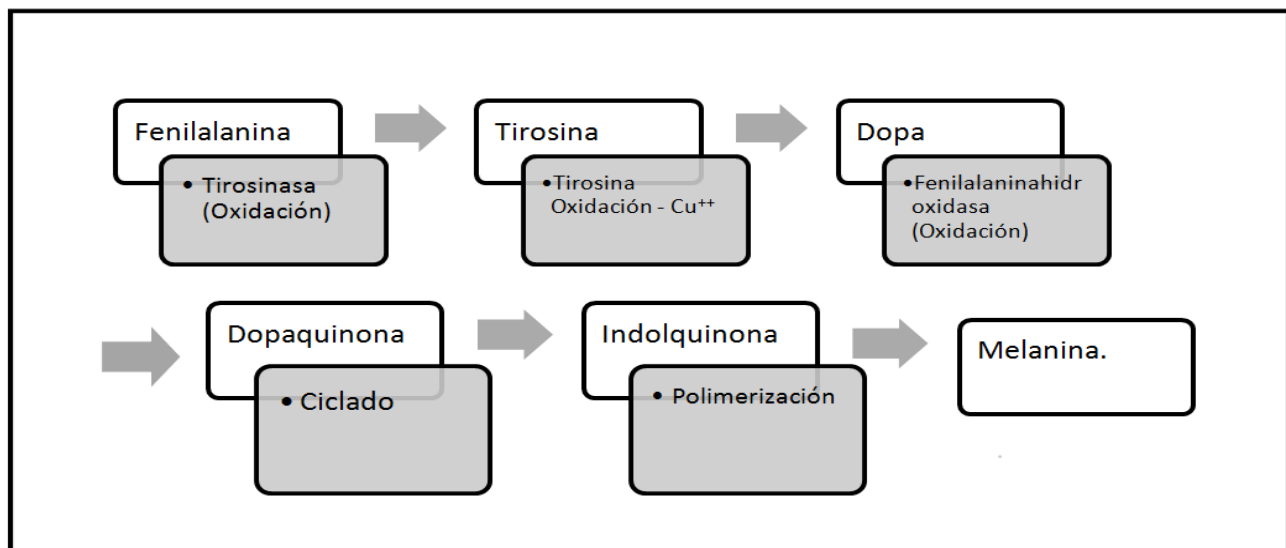 Fenilalanina
• Tirosinasa
(Oxidación)
Tirosina
•Tirosina
Oxidación - Cu⁺⁺
Dopa
•Fenilalaninahidr
oxidasa
(Oxidación)
Dopaquinona
• Ciclado
Indolquinona
• Polimerización
Melanina.